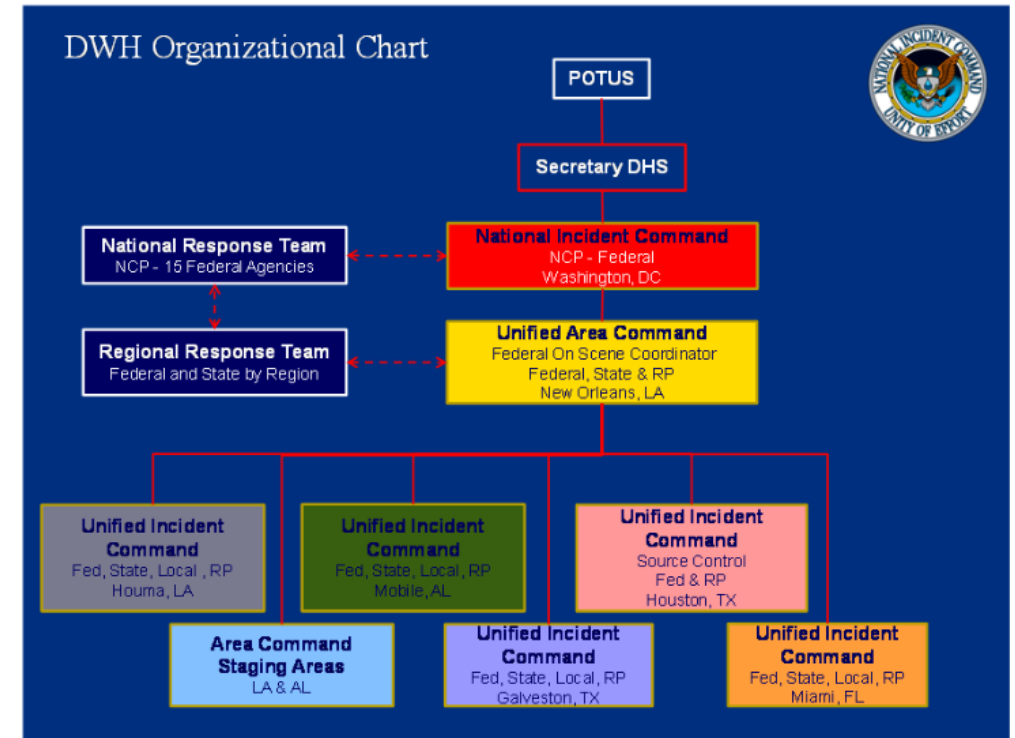 DWH Organizational Chart
NATIONAL INCIDENT COMMAND
UNITY OF EFFORT
POTUS
Secretary DHS
National Response Team
NCP - 15 Federal Agencies
National Incident Command
NCP - Federal
Washington, DC
Regional Response Team
Federal and State by Region
Unified Area Command
Federal On Scene Coordinator
Federal, State & RP
New Orleans, LA
Unified Incident
Command
Fed, State, Local , RP
Houma, LA
Unified Incident
Command
Fed, State, Local, RP
Mobile, AL
Unified Incident
Command
Source Control
Fed & RP
Houston, TX
Area Command
Staging Areas
LA & AL
Unified Incident
Command
Fed, State, Local, RP
Galveston, TX
Unified Incident
Command
Fed, State, Local, RP
Miami, FL